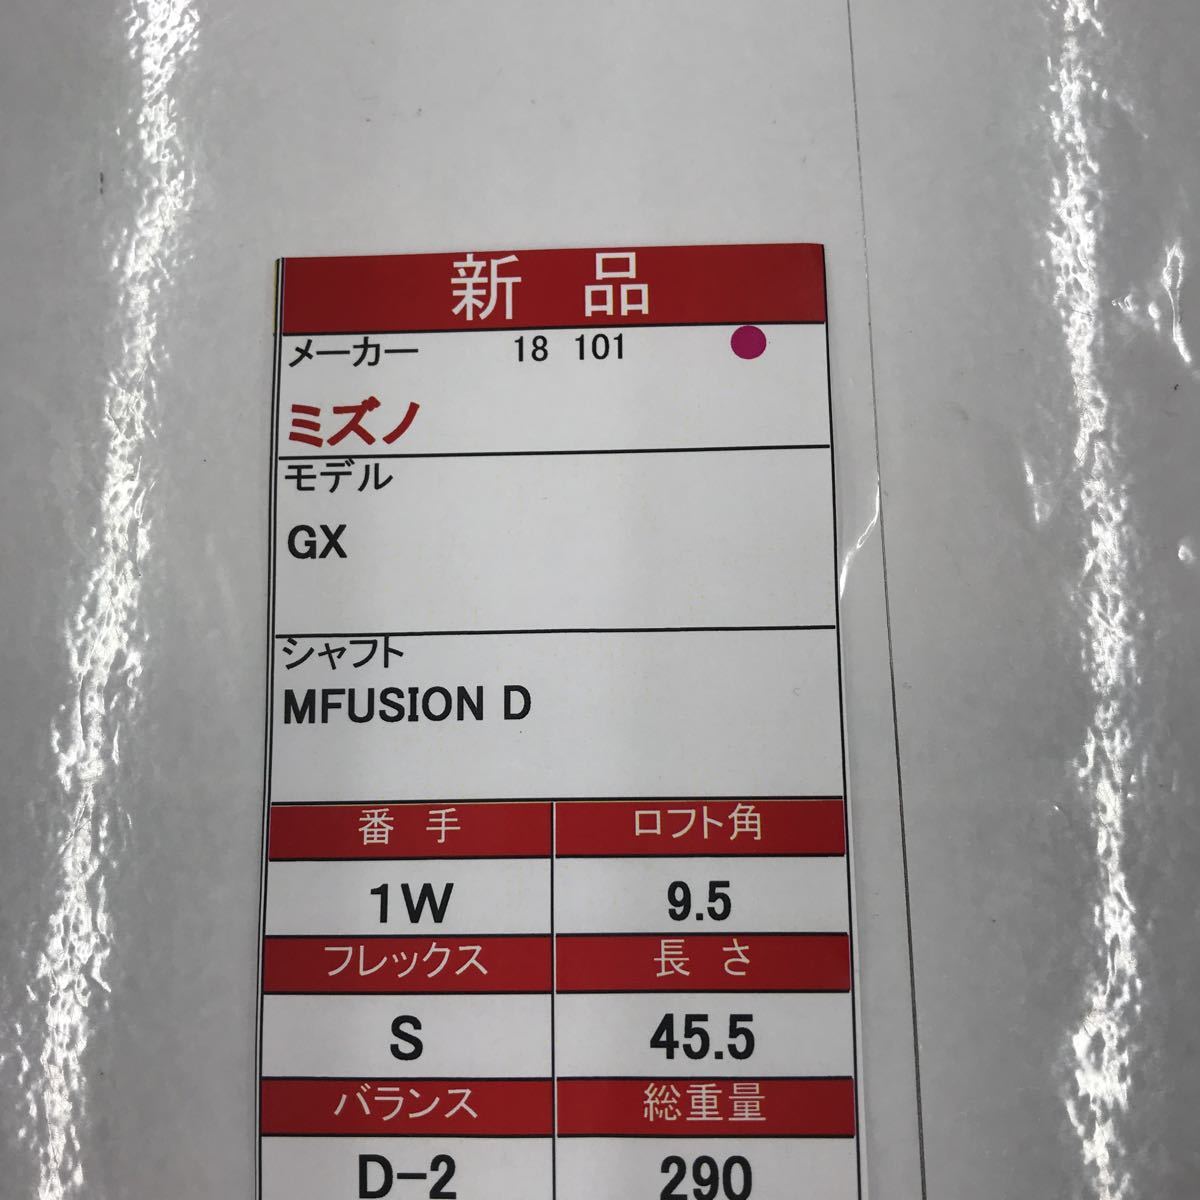 新 品
メーカー 18 101
ミズノ
モデル
GX
シャフト
MFUSION D
番 手 ロフト角
1W 9.5
フレックス 長 さ
S 45.5
バランス 総重量
D-2 290